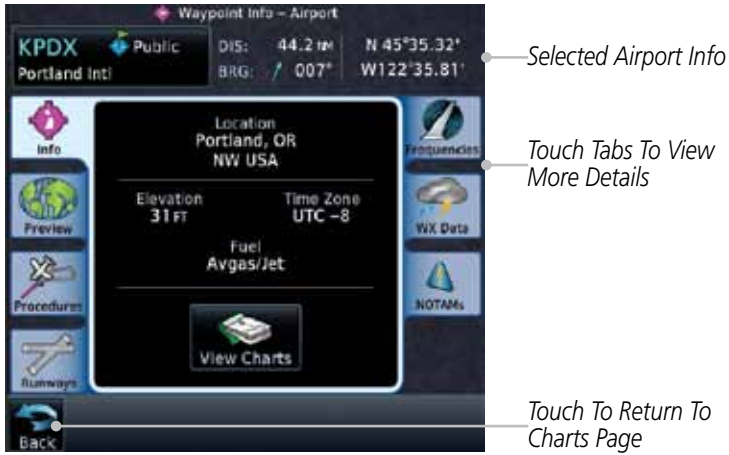 Waypoint Info – Airport
KPDX Public DIS: 44.2 NM N 45°35.32'
Portland Intl BRG: 007° W122°35.81'
Selected Airport Info
Info
Location
Portland, OR
NW USA
Frequencies
Touch Tabs To View
More Details
Preview
Elevation Time Zone
31 FT UTC –8
WX Data
Fuel
Avgas/Jet
Procedures
NOTAMs
View Charts
Runways
Back
Touch To Return To
Charts Page